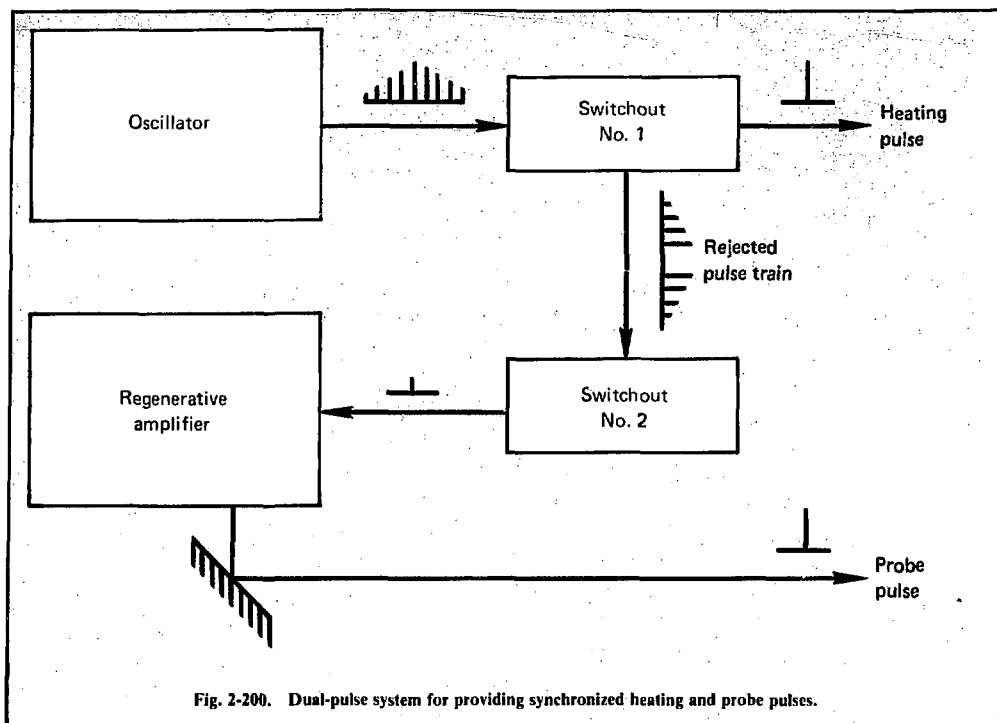 Oscillator
Switchout
No. 1
Heating
pulse
Rejected
pulse train
Regenerative
amplifier
Switchout
No. 2
Probe
pulse
Fig. 2-200. Dual-pulse system for providing synchronized heating and probe pulses.